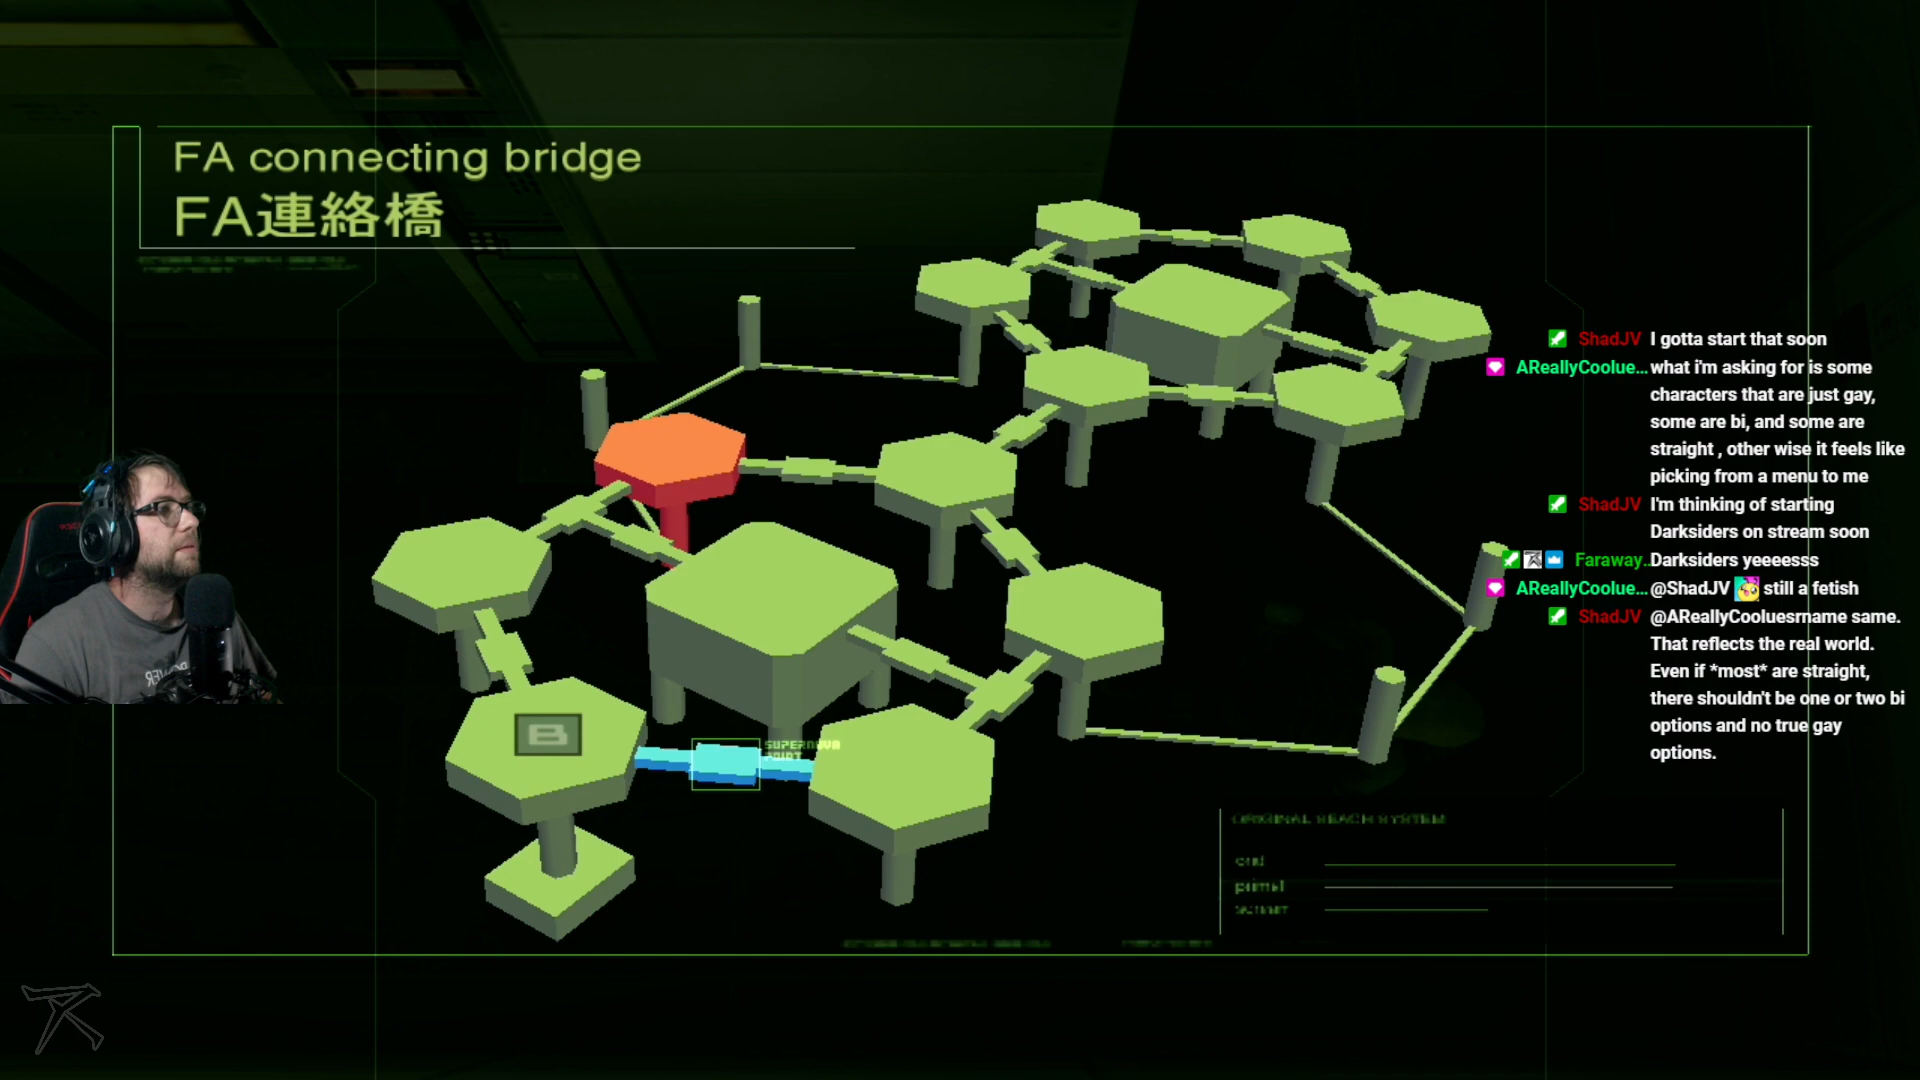 FA connecting bridge
FA連絡橋
ShadJV I gotta start that soon
AReallyCoolue... what i'm asking for is some
characters that are just gay,
some are bi, and some are
straight , other wise it feels like
picking from a menu to me
ShadJV I'm thinking of starting
Darksiders on stream soon
Faraway... Darksiders yeeeesss
AReallyCoolue... @ShadJV still a fetish
ShadJV @AReallyCooluesrname same.
That reflects the real world.
Even if *most* are straight,
there shouldn't be one or two bi
options and no true gay
options.
B
SUPERNOVA
POINT